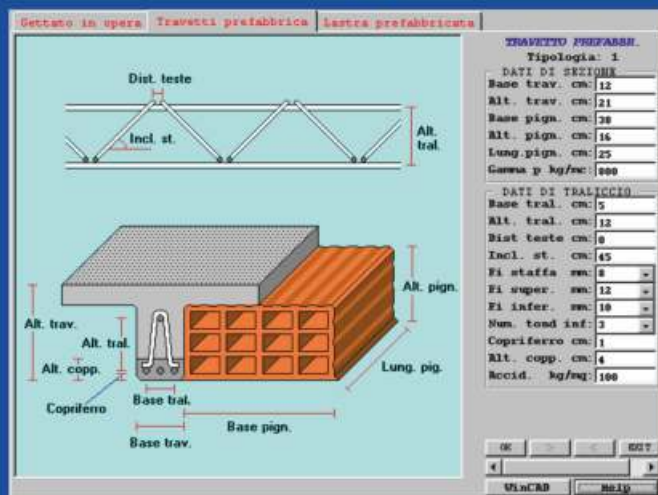 Gettato in opera Travetti prefabbrica Lastra prefabbricata
Dist. teste
Incl. st.
Alt. tral.
Alt. trav.
Alt. tral.
Alt. copp.
Copriferro
Base tral.
Base trav.
Base pign.
Alt. pign.
Lung. pig.
TRAVETTO PREFABBR.
Tipologia: 1
DATI DI SEZIONE
Base trav. cm: 12
Alt. trav. cm: 21
Base pign. cm: 38
Alt. pign. cm: 16
Lung.pign. cm: 25
Gamma p kg/mc: 800
DATI DI TRALICCIO
Base tral. cm: 5
Alt. tral. cm: 12
Dist teste cm: 0
Incl. st. cm: 45
Fi staffa mm: 8
Fi super. mm: 12
Fi infer. mm: 10
Num. tond inf: 3
Copriferro cm: 1
Alt. copp. cm: 4
Accid. kg/mq: 100
OK > < EXIT
WinCAD Help